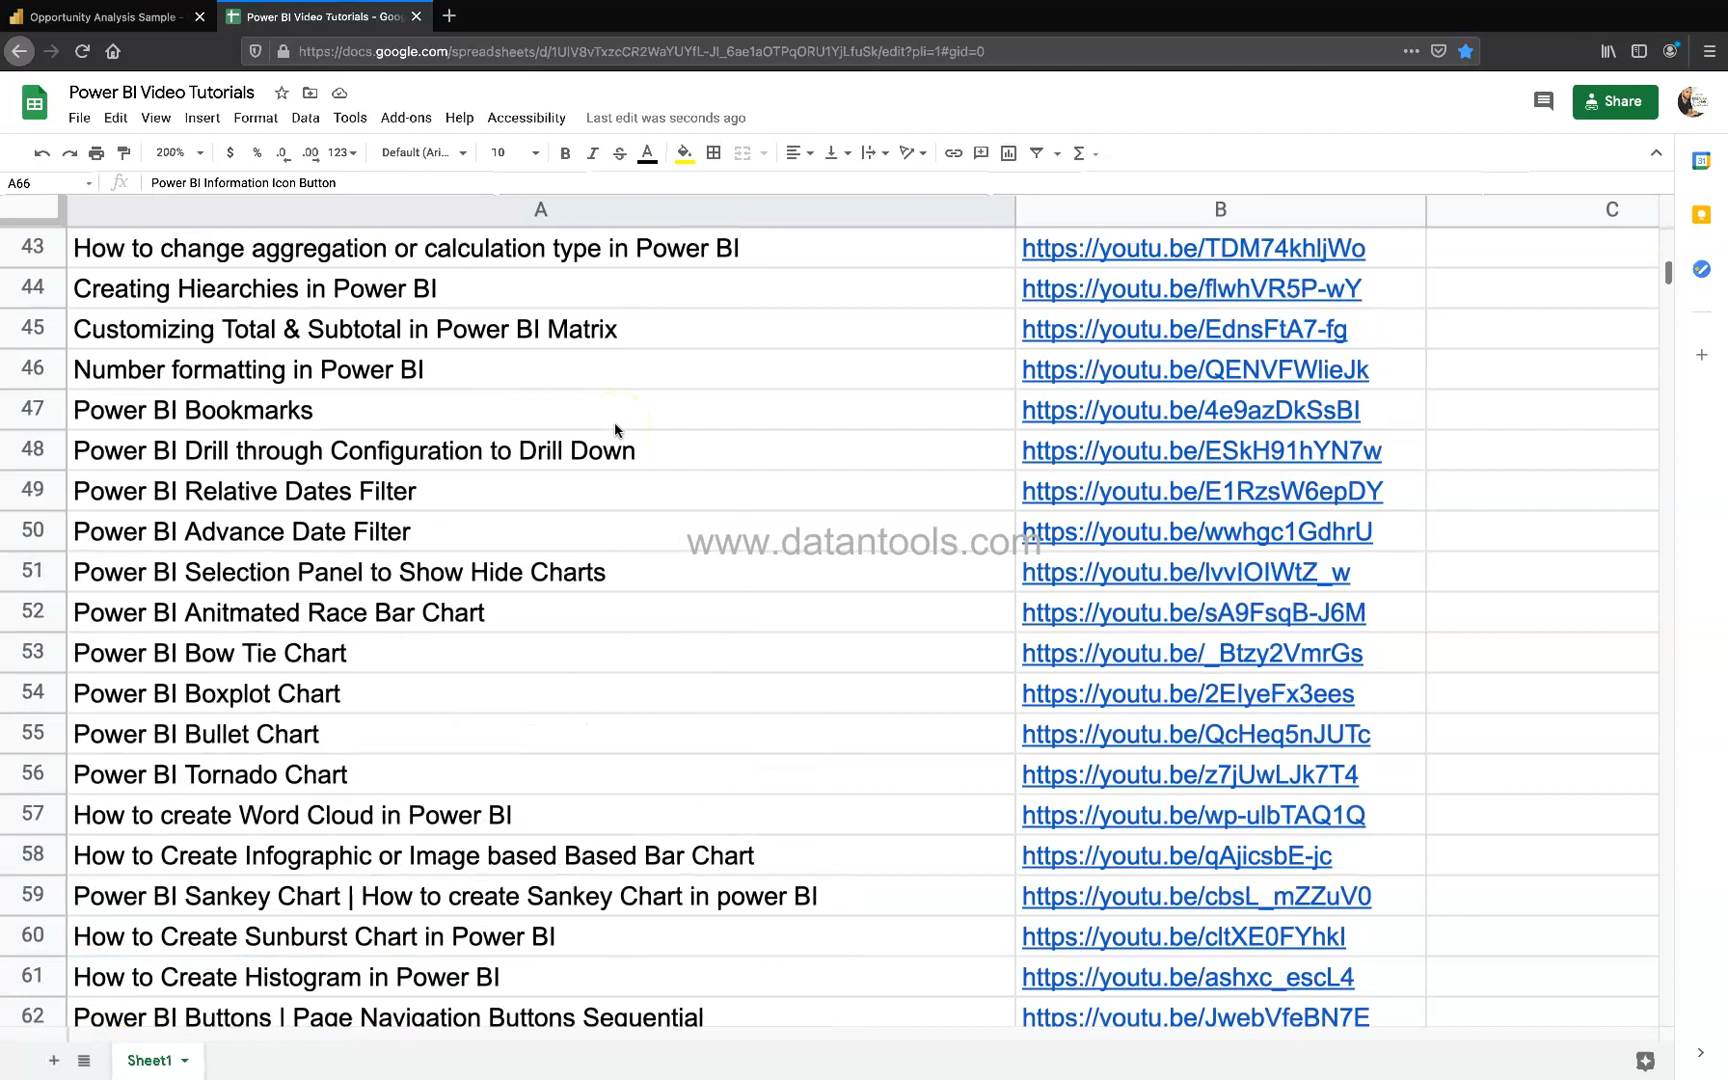 Opportunity Analysis Sample -
Power BI Video Tutorials - Goo
https://docs.google.com/spreadsheets/d/1UlV8vTxzcCR2WaYUYfL-Jl_6ae1aOTPqORU1YjLfuSk/edit?pli=1#gid=0
Power BI Video Tutorials
File Edit View Insert Format Data Tools Add-ons Help Accessibility Last edit was seconds ago
Share
200% $ % .0 .00 123 Default (Ari... 10 B I S A
A66 fx Power BI Information Icon Button
A B C
43 How to change aggregation or calculation type in Power BI https://youtu.be/TDM74khljWo
44 Creating Hiearchies in Power BI https://youtu.be/flwhVR5P-wY
45 Customizing Total & Subtotal in Power BI Matrix https://youtu.be/EdnsFtA7-fg
46 Number formatting in Power BI https://youtu.be/QENVFWlieJk
47 Power BI Bookmarks https://youtu.be/4e9azDkSsBI
48 Power BI Drill through Configuration to Drill Down https://youtu.be/ESkH91hYN7w
49 Power BI Relative Dates Filter https://youtu.be/E1RzsW6epDY
50 Power BI Advance Date Filter https://youtu.be/wwhgc1GdhrU
www.datantools.com
51 Power BI Selection Panel to Show Hide Charts https://youtu.be/lvvIOIWtZ_w
52 Power BI Anitmated Race Bar Chart https://youtu.be/sA9FsqB-J6M
53 Power BI Bow Tie Chart https://youtu.be/_Btzy2VmrGs
54 Power BI Boxplot Chart https://youtu.be/2EIyeFx3ees
55 Power BI Bullet Chart https://youtu.be/QcHeq5nJUTc
56 Power BI Tornado Chart https://youtu.be/z7jUwLJk7T4
57 How to create Word Cloud in Power BI https://youtu.be/wp-ulbTAQ1Q
58 How to Create Infographic or Image based Based Bar Chart https://youtu.be/qAjicsbE-jc
59 Power BI Sankey Chart | How to create Sankey Chart in power BI https://youtu.be/cbsL_mZZuV0
60 How to Create Sunburst Chart in Power BI https://youtu.be/cltXE0FYhkI
61 How to Create Histogram in Power BI https://youtu.be/ashxc_escL4
62 Power BI Buttons | Page Navigation Buttons Sequential https://youtu.be/JwebVfeBN7E
Sheet1